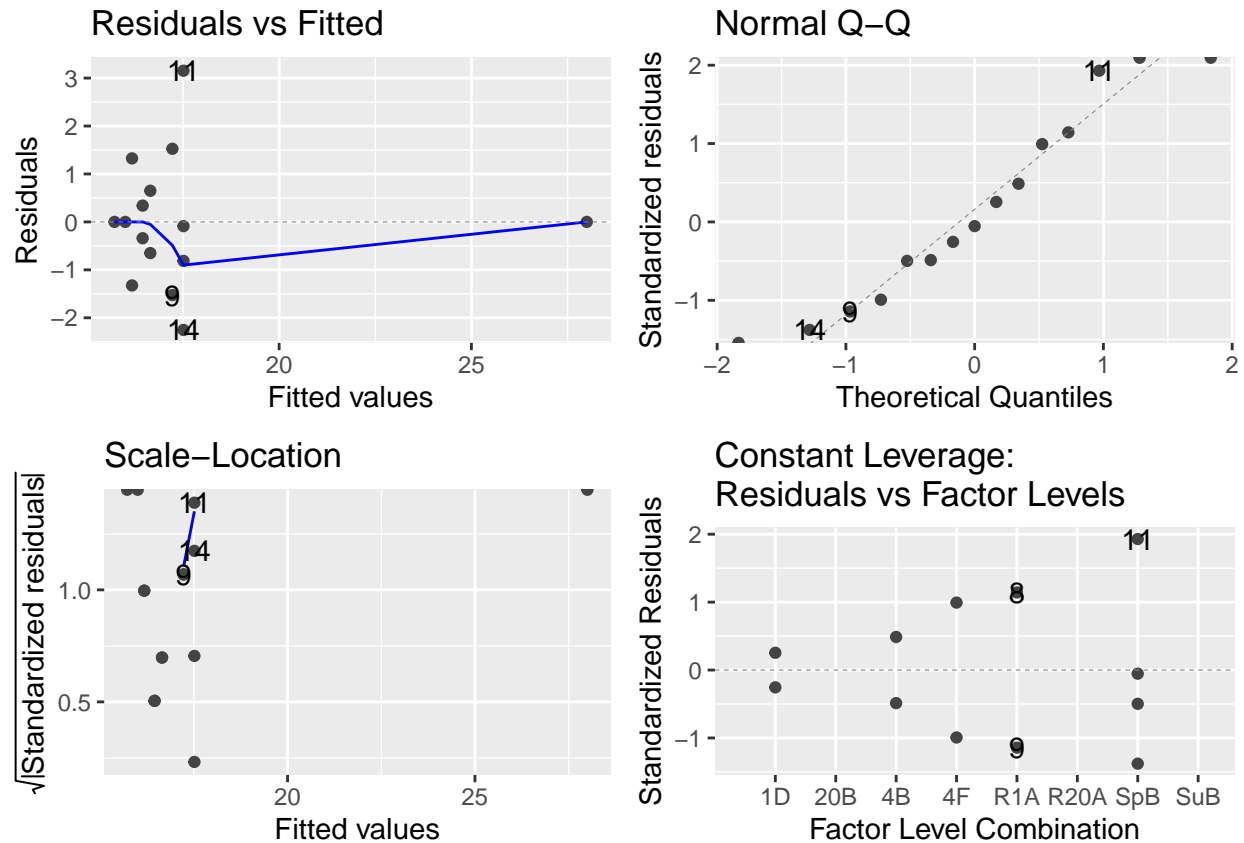 Residuals vs Fitted
11
9
14
3
2
1
0
−1
−2
Residuals
20
25
Fitted values
Normal Q−Q
11
9
14
2
1
0
−1
Standardized residuals
−2
−1
0
1
2
Theoretical Quantiles
Scale−Location
11
14
9
1.0
0.5
√|Standardized residuals|
20
25
Fitted values
Constant Leverage:
Residuals vs Factor Levels
11
9
2
1
0
−1
Standardized Residuals
1D 20B 4B 4F R1A R20A SpB SuB
Factor Level Combination